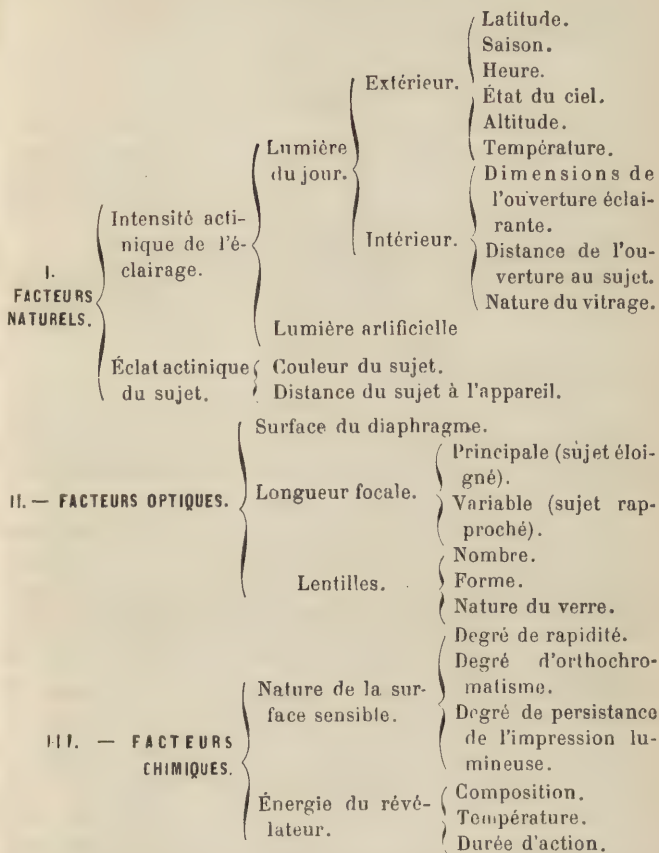 Latitude.
Saison.
Heure.
Extérieur.
État du ciel.
Altitude.
Température.
Lumière
du jour.
Dimensions de
l'ouverture éclai-
rante.
Intérieur.
Distance de l'ou-
verture au sujet.
Nature du vitrage.
Intensité acti-
nique de l'é-
clairage.
I.
FACTEURS
NATURELS.
Lumière artificielle
Éclat actinique
du sujet.
Couleur du sujet.
Distance du sujet à l'appareil.
Surface du diaphragme.
Principale (sujet éloi-
gné).
II. — FACTEURS OPTIQUES.
Longueur focale.
Variable (sujet rap-
proché).
Lentilles.
Nombre.
Forme.
Nature du verre.
Degré de rapidité.
Degré d'orthochro-
matisme.
Nature de la sur-
face sensible.
Degré de persistance
de l'impression lu-
mineuse.
III. — FACTEURS
CHIMIQUES.
Énergie du révé-
lateur.
Composition.
Température.
Durée d'action.